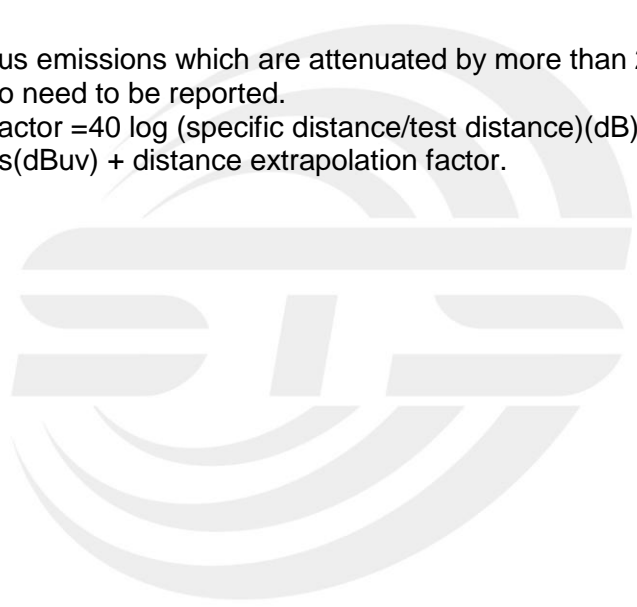 us emissions which are attenuated by more than
o need to be reported.
actor =40 log (specific distance/test distance)(dB)
s(dBuv) + distance extrapolation factor.
STS